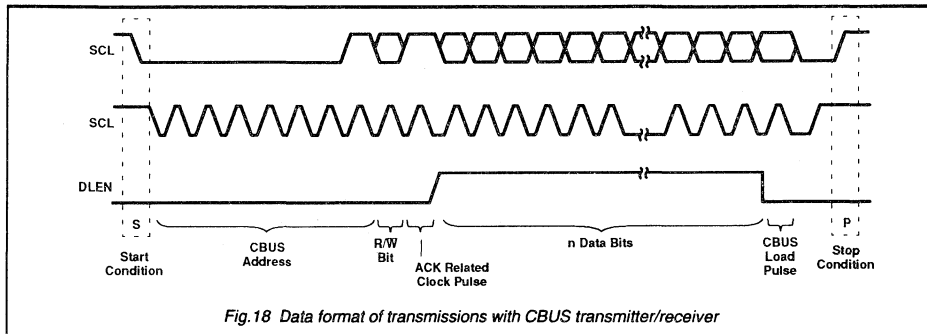 SCL
SCL
DLEN
S
P
Start
Condition
CBUS
Address
R/W
Bit
ACK Related
Clock Pulse
n Data Bits
CBUS
Load
Pulse
Stop
Condition
Fig.18 Data format of transmissions with CBUS transmitter/receiver